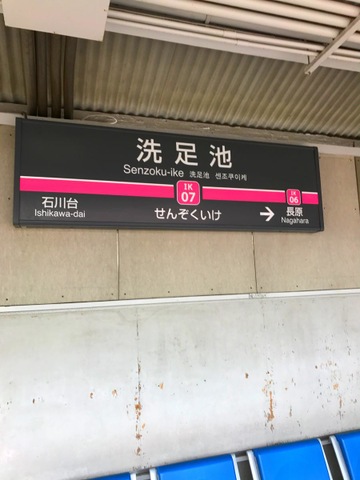 洗足池
Senzoku-ike 洗足池 센조쿠이케
IK
07
IK
06
石川台
Ishikawa-dai
せんぞくいけ
→ 長原
Nagahara